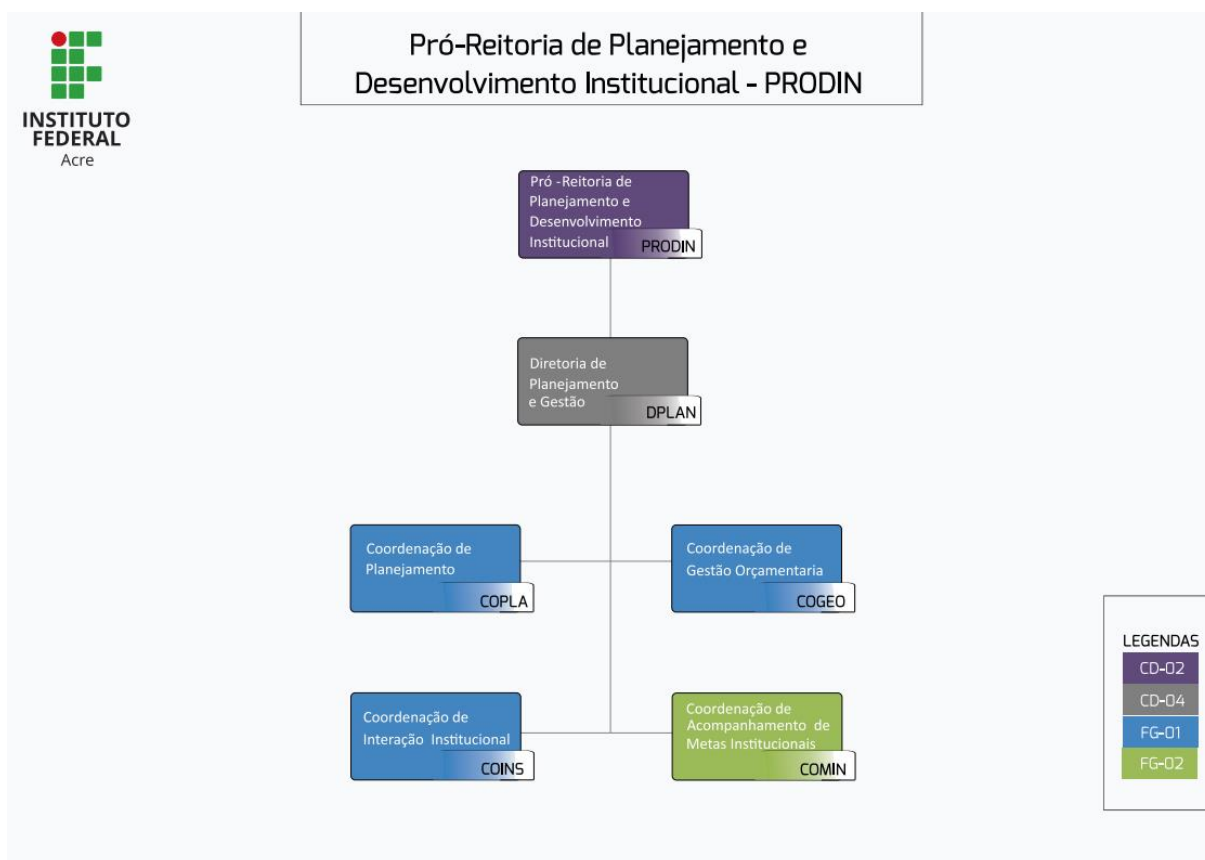 INSTITUTO
FEDERAL
Acre
Pró-Reitoria de Planejamento e
Desenvolvimento Institucional - PRODIN
Pró -Reitoria de
Planejamento e
Desenvolvimento
Institucional
PRODIN
Diretoria de
Planejamento
e Gestão
DPLAN
Coordenação de
Planejamento
COPLA
Coordenação de
Gestão Orçamentaria
COGEO
Coordenação de
Interação Institucional
COINS
Coordenação de
Acompanhamento de
Metas Institucionais
COMIN
LEGENDAS
CD-02
CD-04
FG-01
FG-02